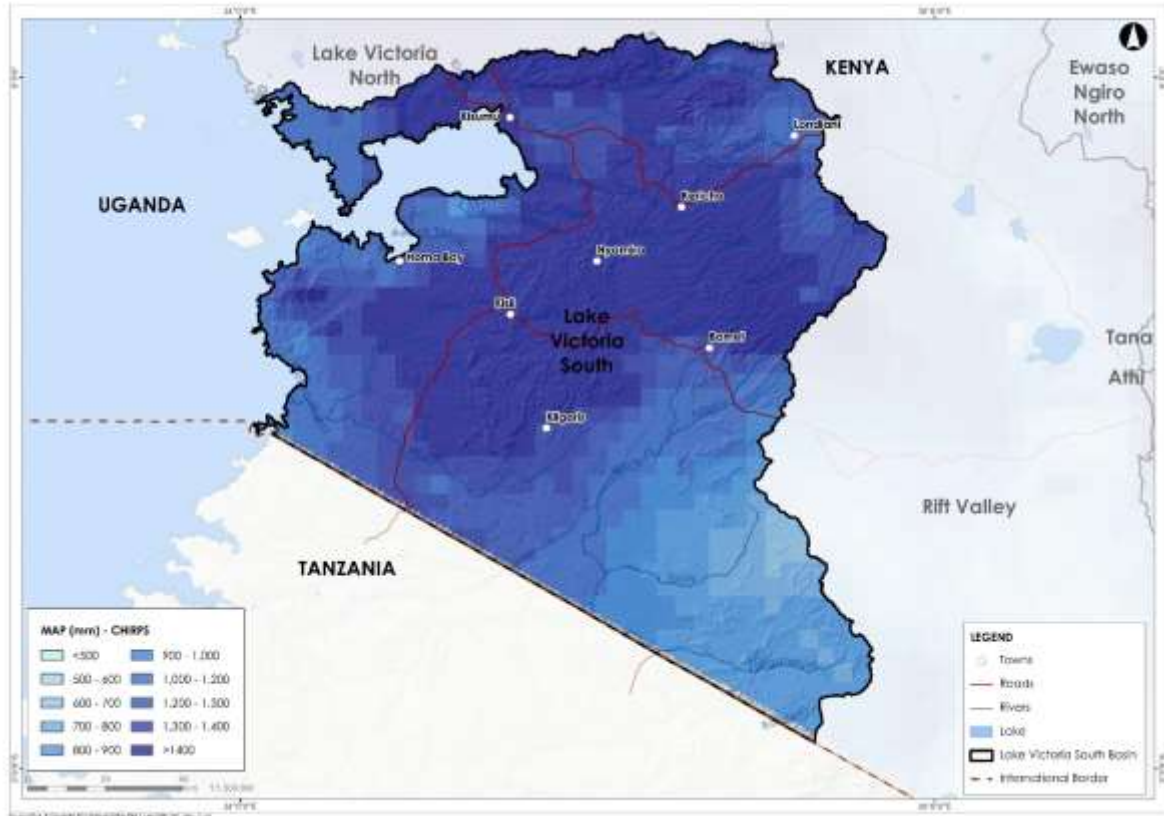 Lake Victoria
North
KENYA
Ewaso
Ngiro
North
Kisumu
Londiani
UGANDA
Kericho
Homa Bay
Nyamira
Kisii
Lake
Victoria
South
Bomet
Tana
Athi
Kilgoris
Rift Valley
TANZANIA
MAP (mm) - CHIRPS
<500
500 - 600
600 - 700
700 - 800
800 - 900
900 - 1,000
1,000 - 1,200
1,200 - 1,300
1,300 - 1,400
>1400
LEGEND
Towns
Roads
Rivers
Lake
Lake Victoria South Basin
International Border